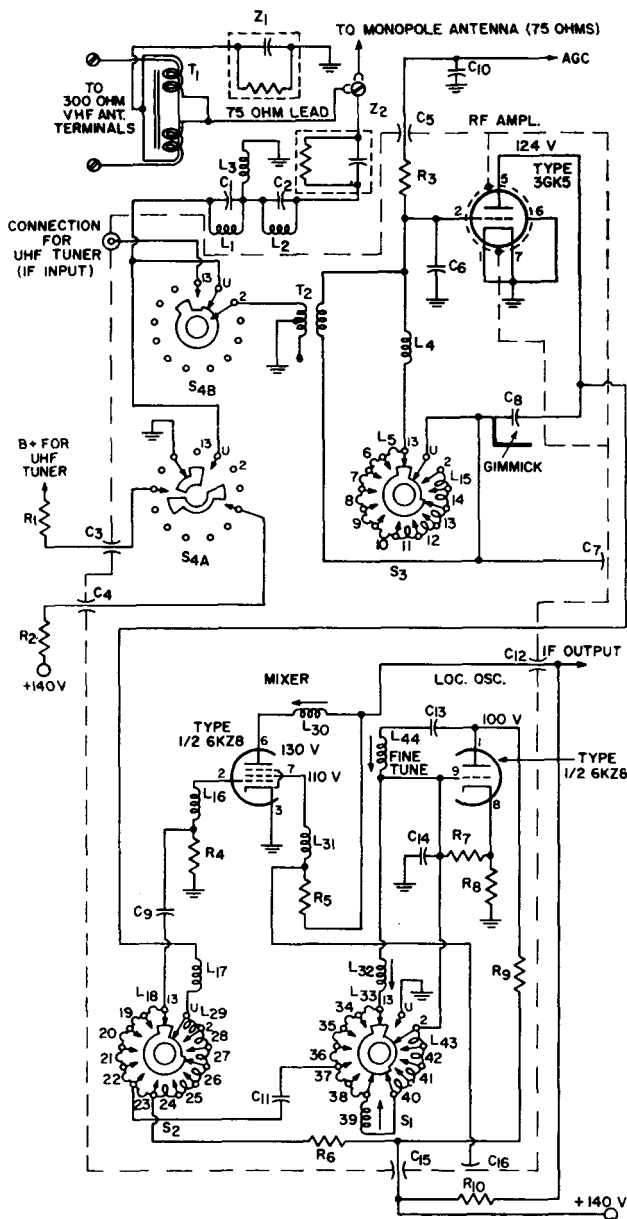 Z1
TO MONOPOLE ANTENNA (75 OHMS)
T1
TO
300 OHM
VHF ANT.
TERMINALS
75 OHM LEAD
Z2
C10
AGC
C5
RF AMPL.
124 V
TYPE
3GK5
R3
5
2
6
1
7
L3
C1
C2
L1
L2
C6
CONNECTION
FOR
UHF TUNER
(IF INPUT)
13
U
2
T2
L4
S4B
C8
GIMMICK
B+ FOR
UHF
TUNER
13
U
2
L5
13
U
6
7
8
9
10
11
12
13
14
L15
2
R1
C3
S4A
S3
C7
C4
R2
+140 V
C12
IF OUTPUT
MIXER
LOC. OSC.
L30
C13
100 V
TYPE
1/2 6KZ8
6
130 V
110 V
7
2
3
L44
FINE
TUNE
1
9
8
TYPE
1/2 6KZ8
L16
L31
C14
R7
R4
R5
R8
C9
L17
L32
R9
L18
13
U
L29
19
2
20
28
21
27
22
26
23
24
25
L33
13
U
34
2
35
L43
36
42
37
41
38
40
39
C11
S2
S1
R6
C15
C16
R10
+140 V